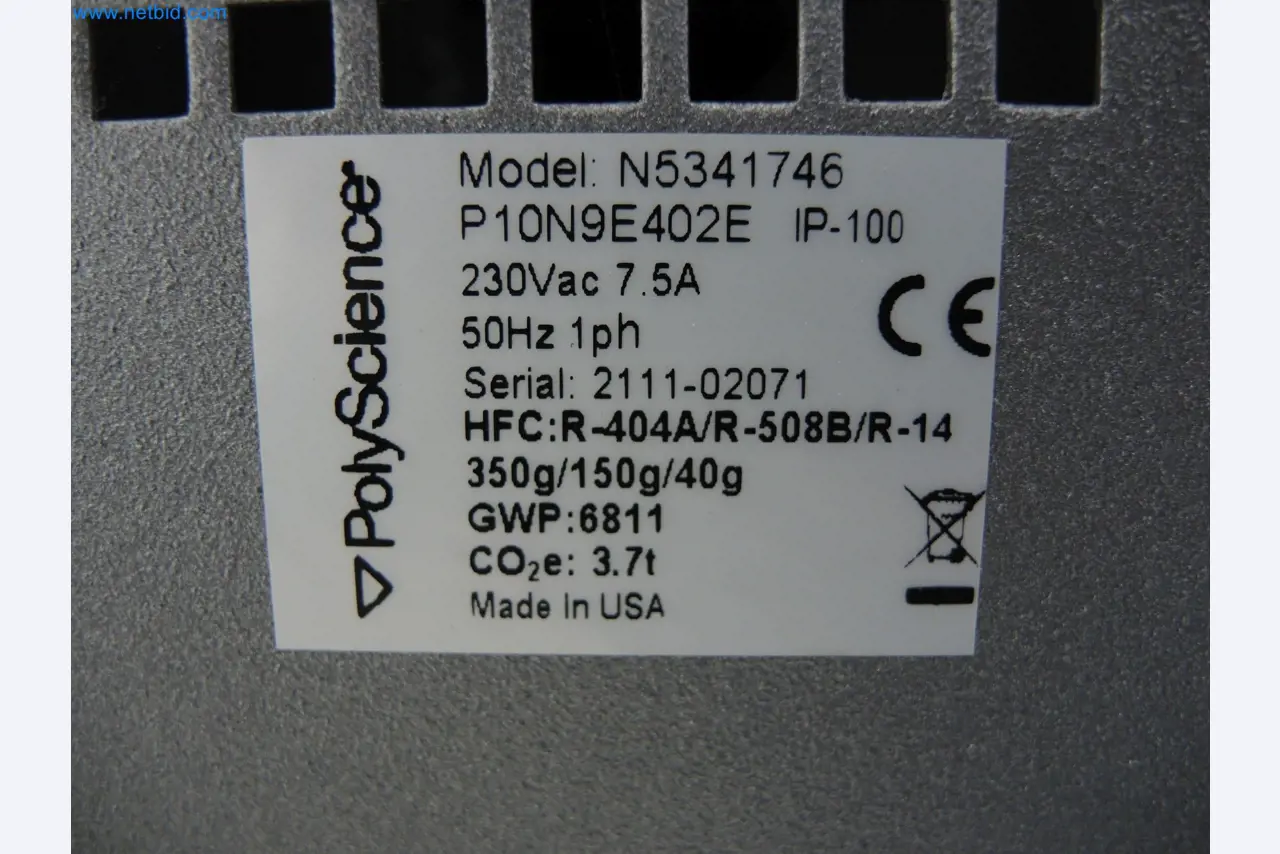 www.netbid.com
PolyScience
Model: N5341746
P10N9E402E IP-100
230Vac 7.5A
50Hz 1ph
Serial: 2111-02071
HFC:R-404A/R-508B/R-14
350g/150g/40g
GWP:6811
CO₂e: 3.7t
Made In USA
CE